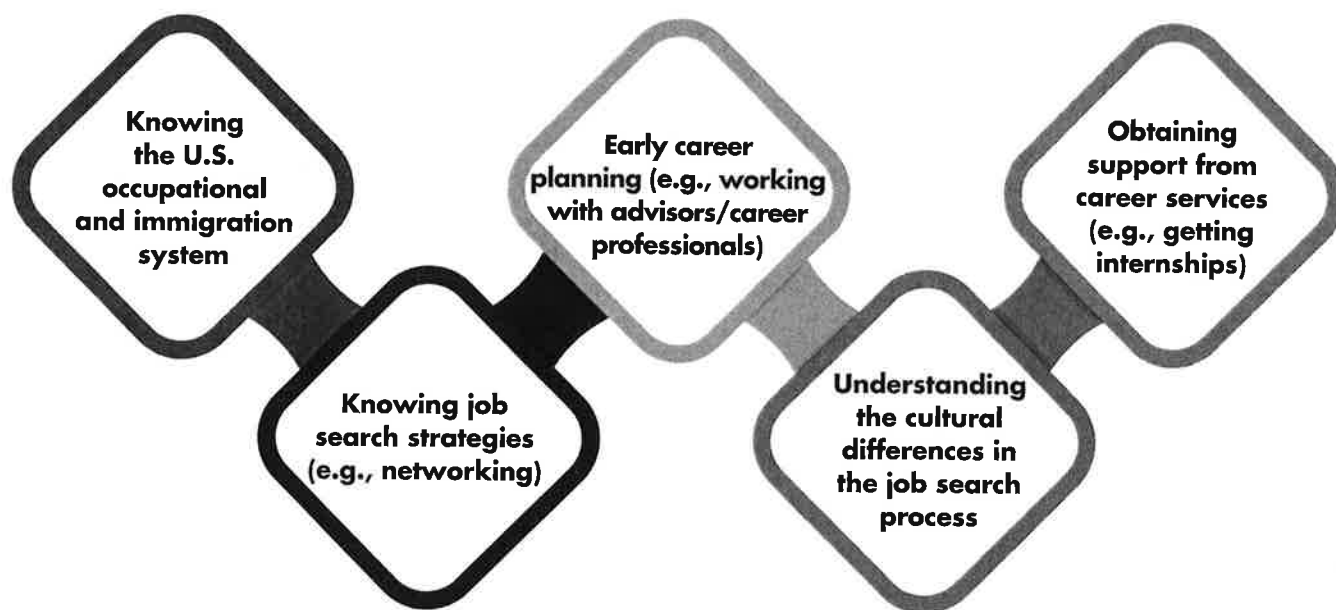 Knowing
the U.S.
occupational
and immigration
system
Knowing job
search strategies
(e.g., networking)
Early career
planning (e.g., working
with advisors/career
professionals)
Understanding
the cultural
differences in
the job search
process
Obtaining
support from
career services
(e.g., getting
internships)